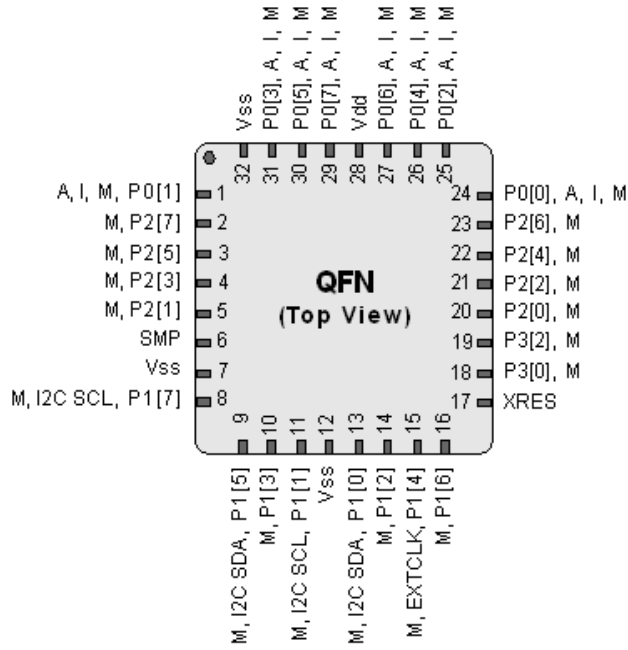 Vss
P0[3], A, I, M
P0[5], A, I, M
P0[7], A, I, M
Vdd
P0[6], A, I, M
P0[4], A, I, M
P0[2], A, I, M
32
31
30
29
28
27
26
25
A, I, M, P0[1]
1
M, P2[7]
2
M, P2[5]
3
M, P2[3]
4
M, P2[1]
5
SMP
6
Vss
7
M, I2C SCL, P1[7]
8
QFN
(Top View)
24
P0[0], A, I, M
23
P2[6], M
22
P2[4], M
21
P2[2], M
20
P2[0], M
19
P3[2], M
18
P3[0], M
17
XRES
9
10
11
12
13
14
15
16
M, I2C SDA, P1[5]
M, P1[3]
M, I2C SCL, P1[1]
Vss
M, I2C SDA, P1[0]
M, P1[2]
M, EXTCLK, P1[4]
M, P1[6]